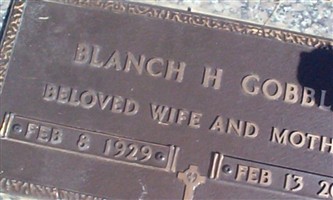 BLANCH H GOBBL
BELOVED WIFE AND MOTH
FEB 8 1929 FEB 13 20